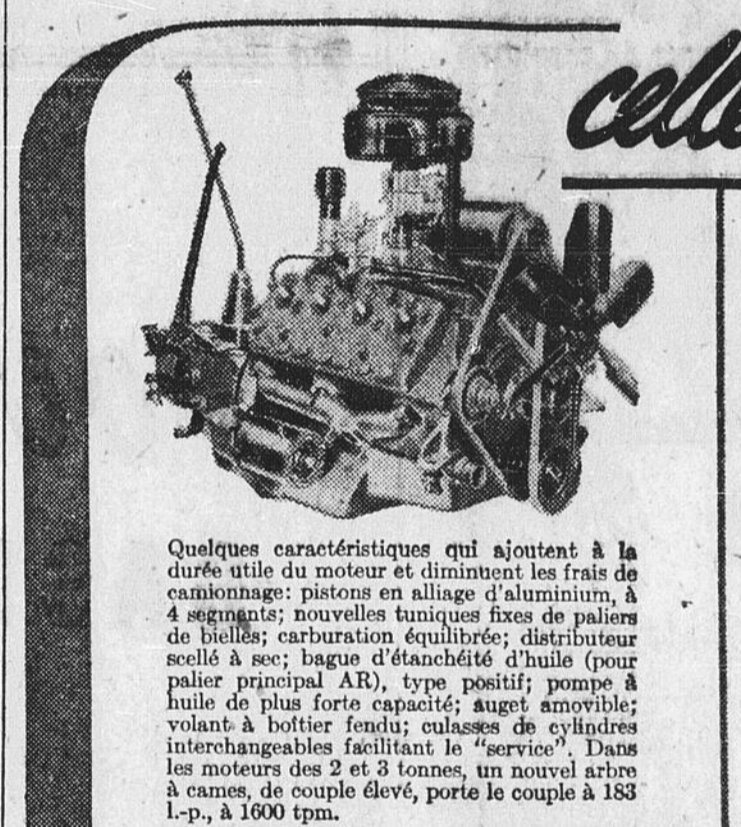 celle
Quelques caractéristiques qui ajoutent à la
durée utile du moteur et diminuent les frais de
camionnage: pistons en alliage d'aluminium, à
4 segments; nouvelles tuniques fixes de paliers
de bielles; carburation équilibrée; distributeur
scellé à sec; bague d'étanchéité d'huile (pour
palier principal AR), type positif; pompe à
huile de plus forte capacité; auget amovible;
volant à boîtier fendu; culasses de cylindres
interchangeables facilitant le "service". Dans
les moteurs des 2 et 3 tonnes, un nouvel arbre
à cames, de couple élevé, porte le couple à 183
l.-p., à 1600 tpm.